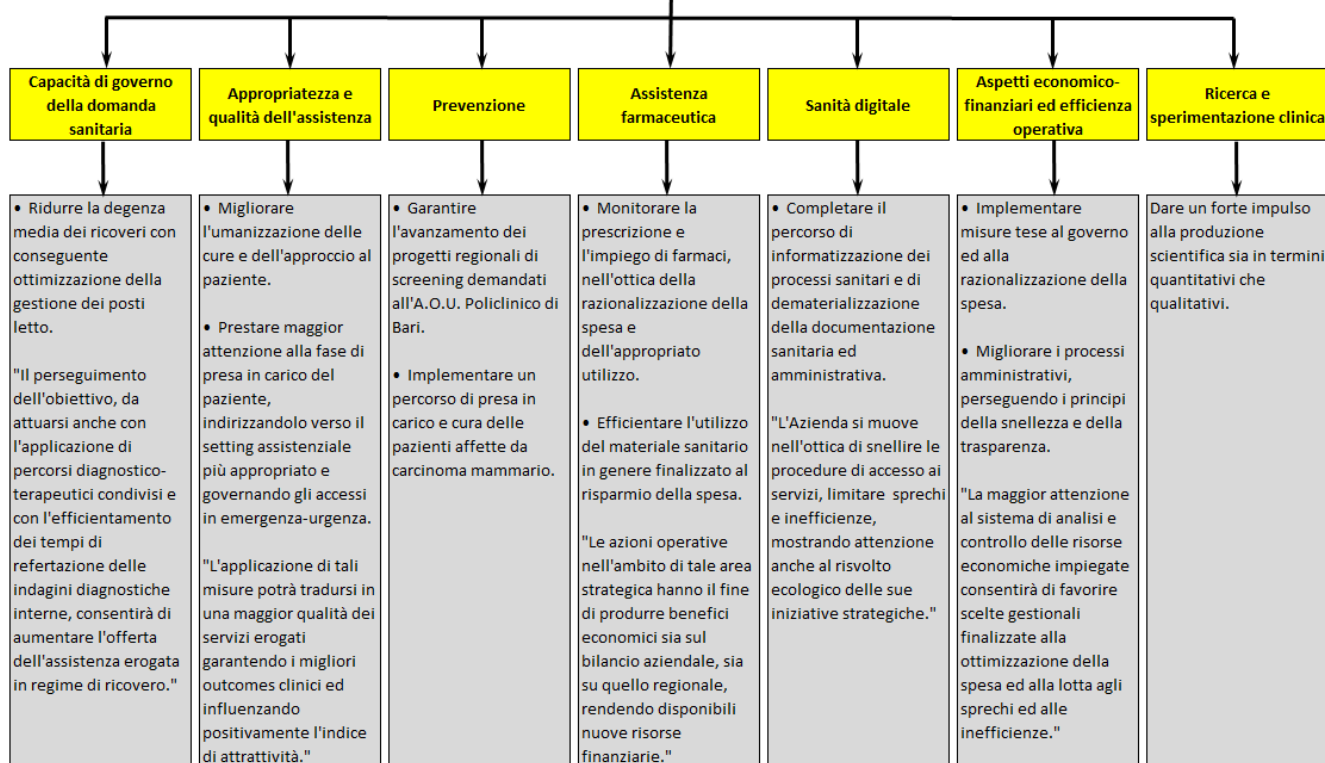 Capacità di governo
della domanda
sanitaria
Appropriatezza e
qualità dell'assistenza
Prevenzione
Assistenza
farmaceutica
Sanità digitale
Aspetti economico-
finanziari ed efficienza
operativa
Ricerca e
sperimentazione clinica
• Ridurre la degenza
media dei ricoveri con
conseguente
ottimizzazione della
gestione dei posti
letto.
"Il perseguimento
dell'obiettivo, da
attuarsi anche con
l'applicazione di
percorsi diagnostico-
terapeutici condivisi e
con l'efficientamento
dei tempi di
refertazione delle
indagini diagnostiche
interne, consentirà di
aumentare l'offerta
dell'assistenza erogata
in regime di ricovero."
• Migliorare
l'umanizzazione delle
cure e dell'approccio al
paziente.
• Prestare maggior
attenzione alla fase di
presa in carico del
paziente,
indirizzandolo verso il
setting assistenziale
più appropriato e
governando gli accessi
in emergenza-urgenza.
"L'applicazione di tali
misure potrà tradursi in
una maggior qualità dei
servizi erogati
garantendo i migliori
outcomes clinici ed
influenzando
positivamente l'indice
di attrattività."
• Garantire
l'avanzamento dei
progetti regionali di
screening demandati
all'A.O.U. Policlinico di
Bari.
• Implementare un
percorso di presa in
carico e cura delle
pazienti affette da
carcinoma mammario.
• Monitorare la
prescrizione e
l'impiego di farmaci,
nell'ottica della
razionalizzazione della
spesa e
dell'appropriato
utilizzo.
• Efficientare l'utilizzo
del materiale sanitario
in genere finalizzato al
risparmio della spesa.
"Le azioni operative
nell'ambito di tale area
strategica hanno il fine
di produrre benefici
economici sia sul
bilancio aziendale, sia
su quello regionale,
rendendo disponibili
nuove risorse
finanziarie."
• Completare il
percorso di
informatizzazione dei
processi sanitari e di
dematerializzazione
della documentazione
sanitaria ed
amministrativa.
"L'Azienda si muove
nell'ottica di snellire le
procedure di accesso ai
servizi, limitare sprechi
e inefficienze,
mostrando attenzione
anche al risvolto
ecologico delle sue
iniziative strategiche."
• Implementare
misure tese al governo
ed alla
razionalizzazione della
spesa.
• Migliorare i processi
amministrativi,
perseguendo i principi
della snellezza e della
trasparenza.
"La maggior attenzione
al sistema di analisi e
controllo delle risorse
economiche impiegate
consentirà di favorire
scelte gestionali
finalizzate alla
ottimizzazione della
spesa ed alla lotta agli
sprechi ed alle
inefficienze."
Dare un forte impulso
alla produzione
scientifica sia in termini
quantitativi che
qualitativi.